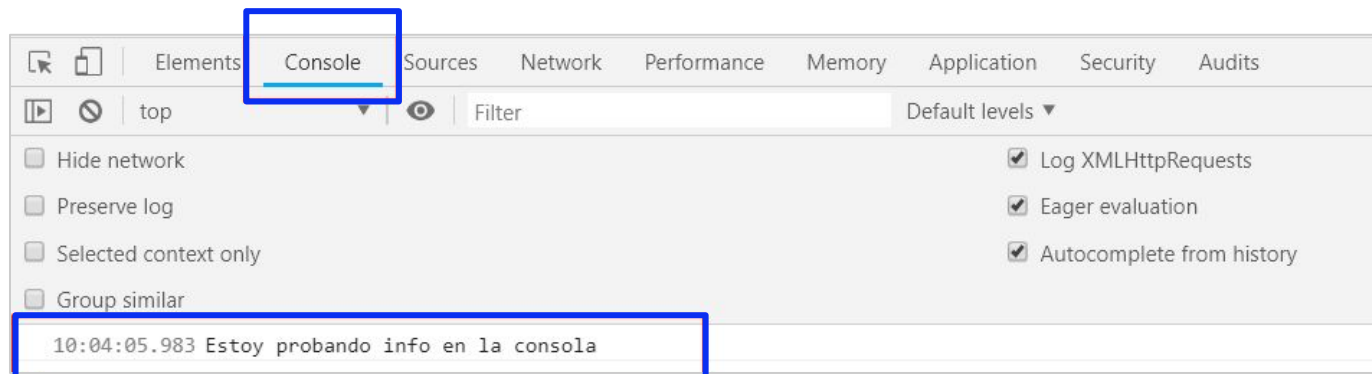 Elements Console Sources Network Performance Memory Application Security Audits
top Filter Default levels
Hide network Log XMLHttpRequests
Preserve log Eager evaluation
Selected context only Autocomplete from history
Group similar
10:04:05.983 Estoy probando info en la consola